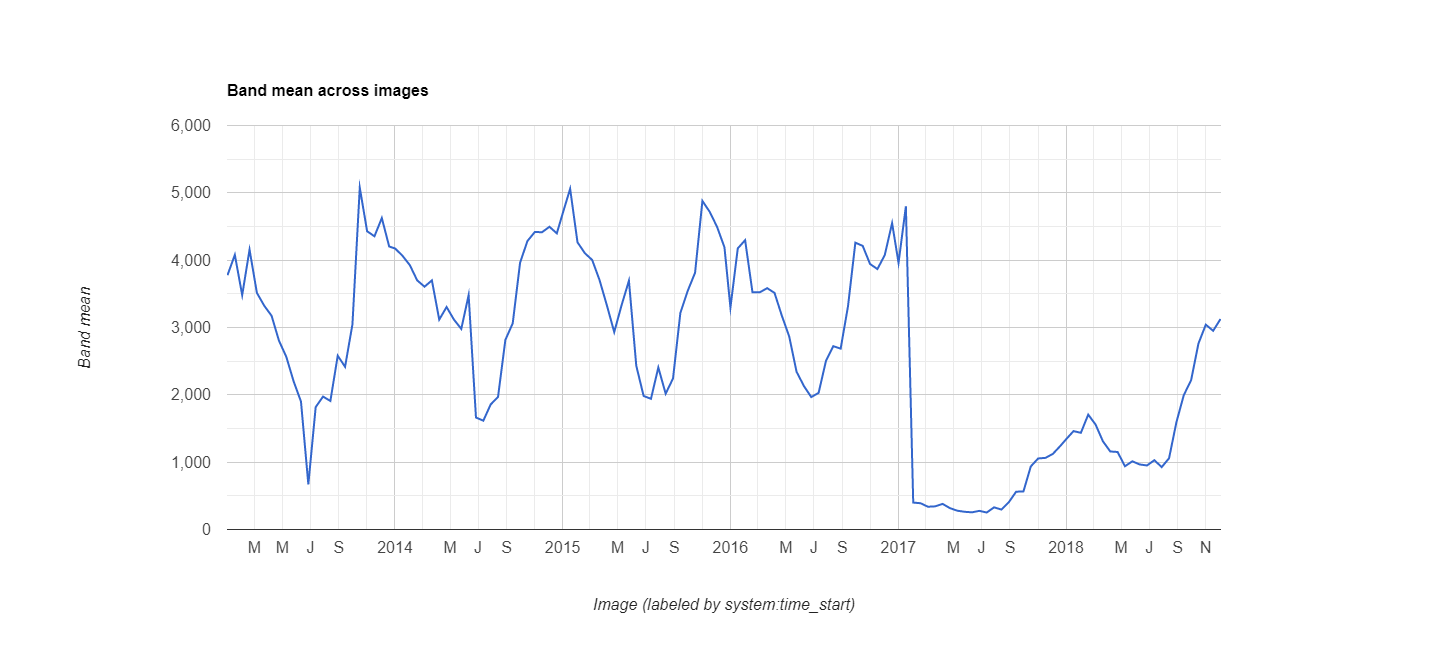 Band mean across images
6,000
5,000
4,000
3,000
2,000
1,000
0
Band mean
M M J S 2014 M J S 2015 M J S 2016 M J S 2017 M J S 2018 M J S N
Image (labeled by system:time_start)